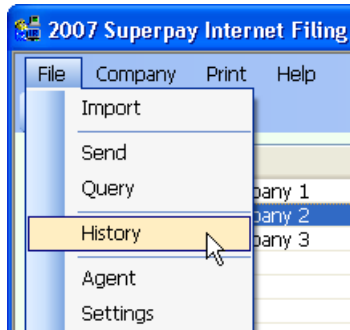 2007 Superpay Internet Filing
File Company Print Help
Import
Send
Query
pany 1
pany 2
History
pany 3
Agent
Settings